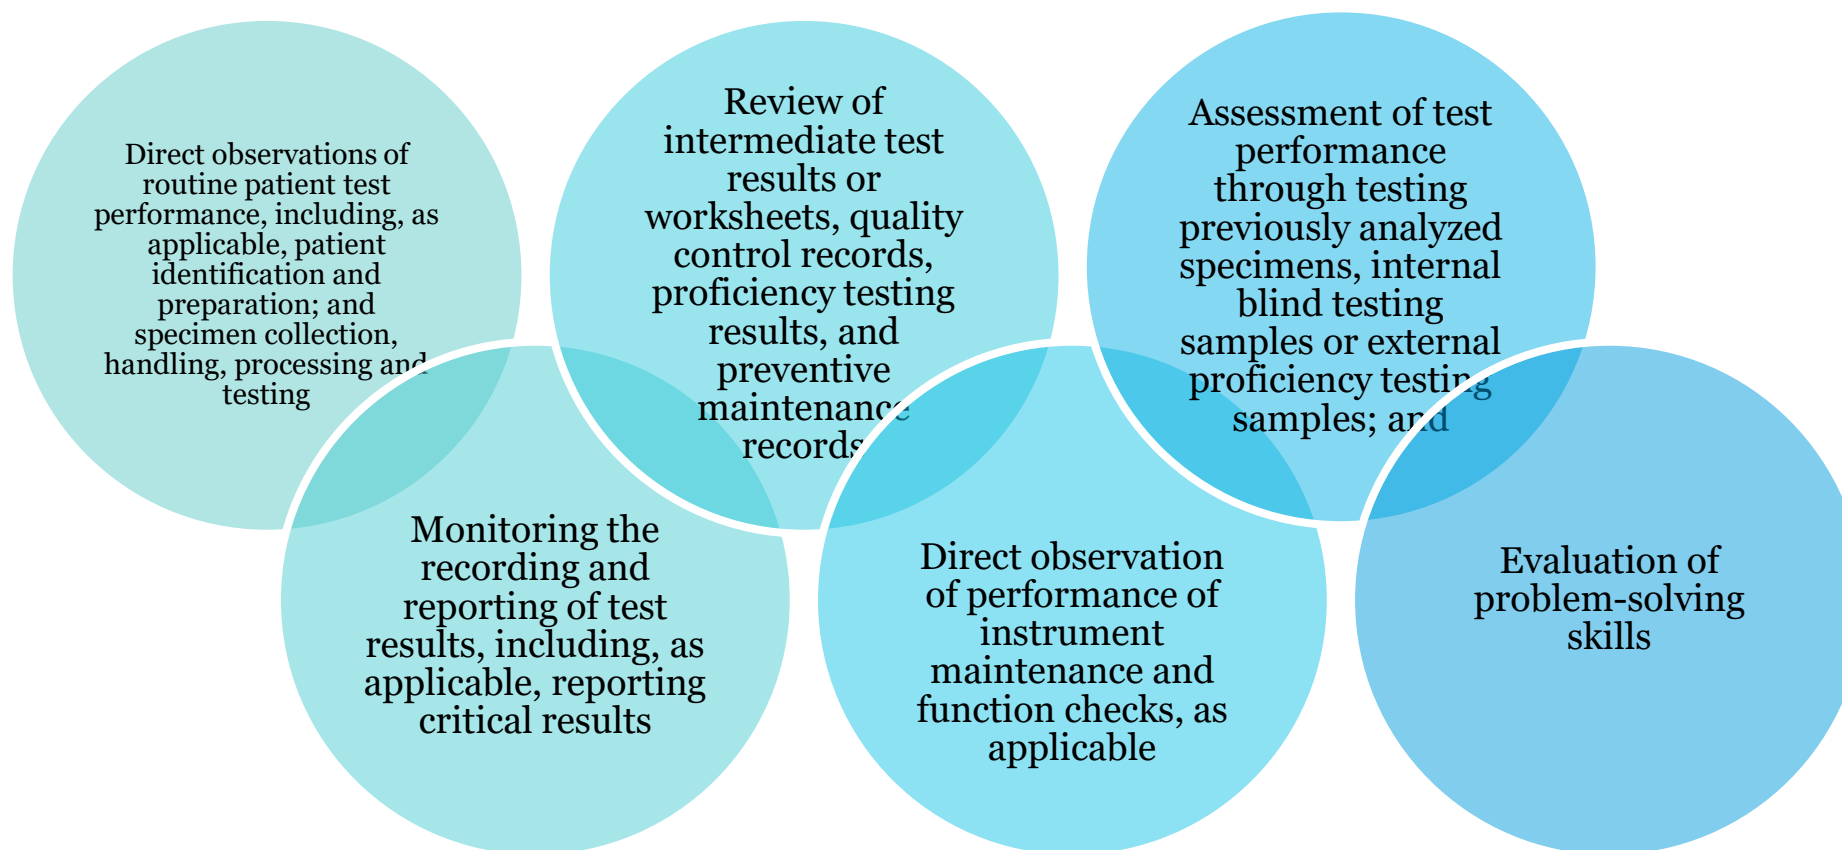 Direct observations of
routine patient test
performance, including, as
applicable, patient
identification and
preparation; and
specimen collection,
handling, processing and
testing
Monitoring the
recording and
reporting of test
results, including, as
applicable, reporting
critical results
Review of
intermediate test
results or
worksheets, quality
control records,
proficiency testing
results, and
preventive
maintenance
records
Direct observation
of performance of
instrument
maintenance and
function checks, as
applicable
Assessment of test
performance
through testing
previously analyzed
specimens, internal
blind testing
samples or external
proficiency testing
samples; and
Evaluation of
problem-solving
skills